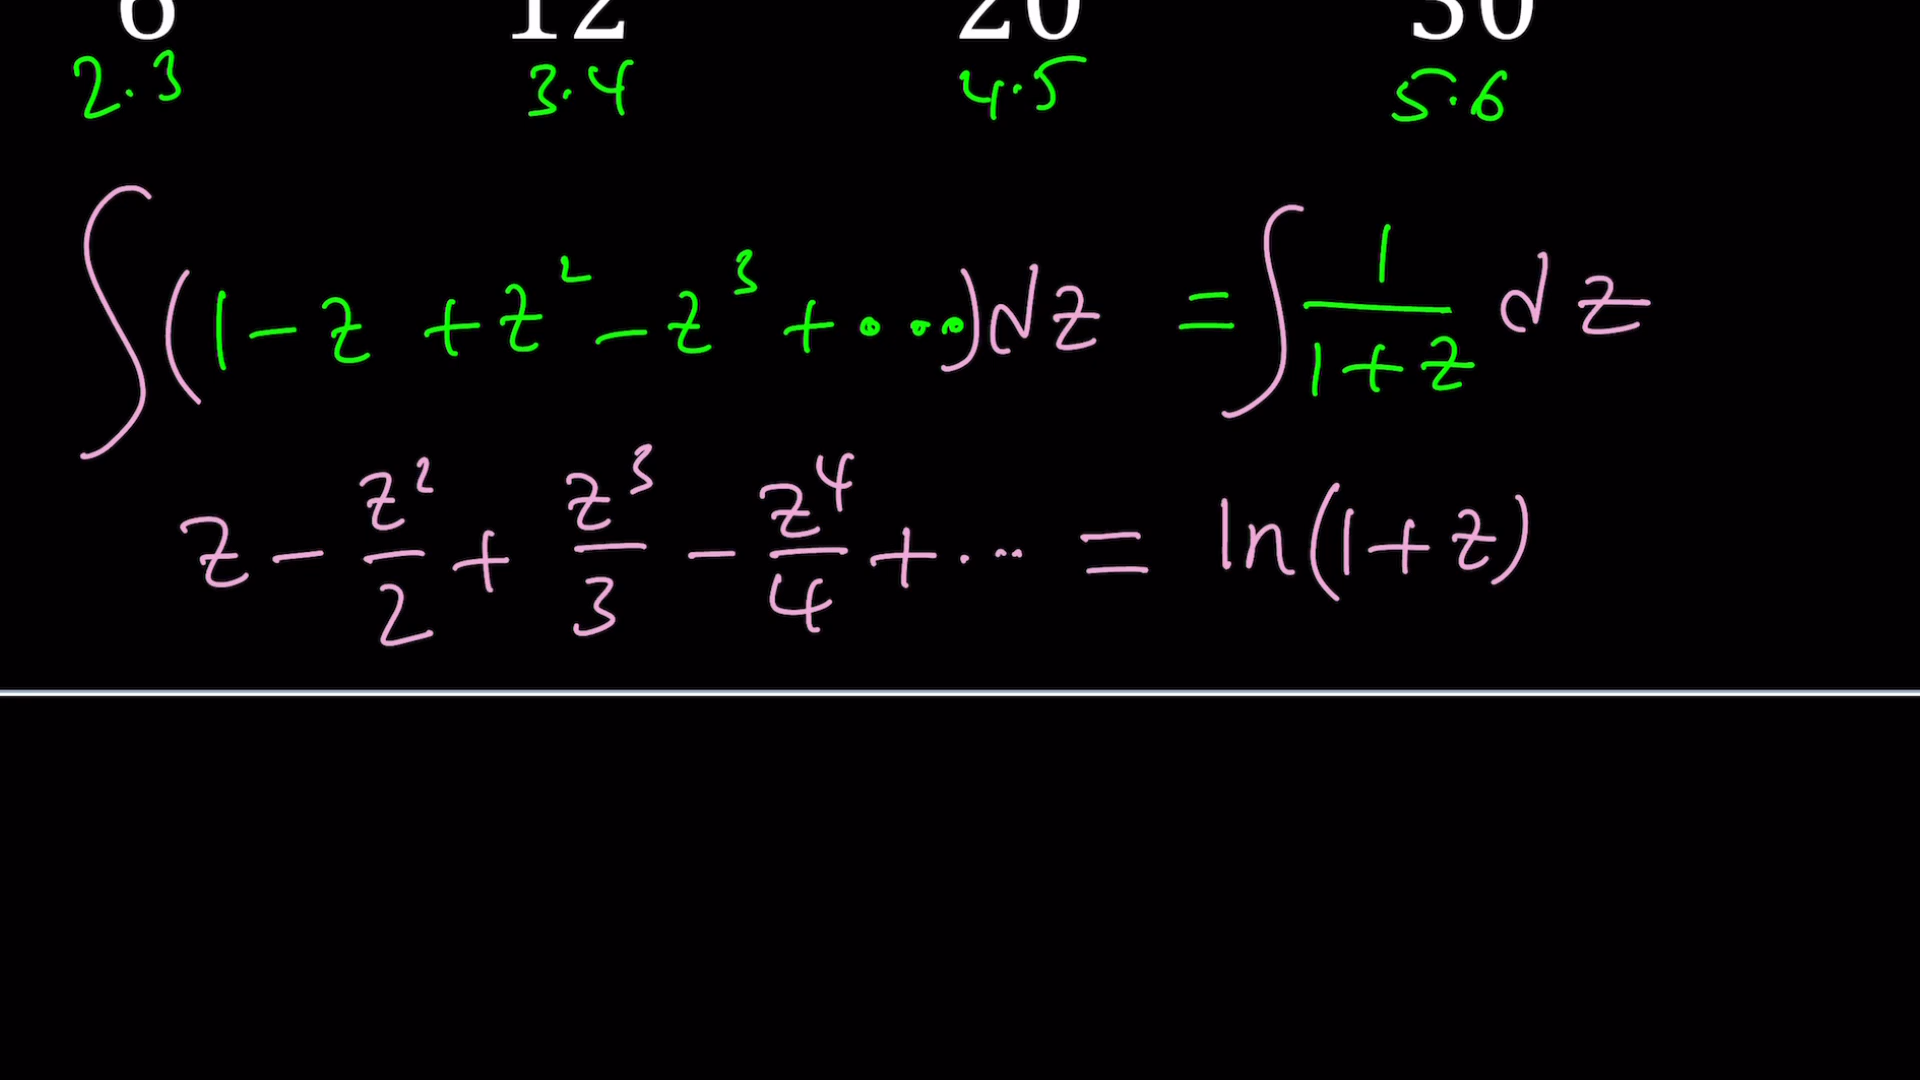 6 12 20 30
2.3 3.4 4.5 5.6
∫(1 - z + z² - z³ + ...)dz = ∫ 1/(1+z) dz
z - z²/2 + z³/3 - z⁴/4 + ... = ln(1+z)